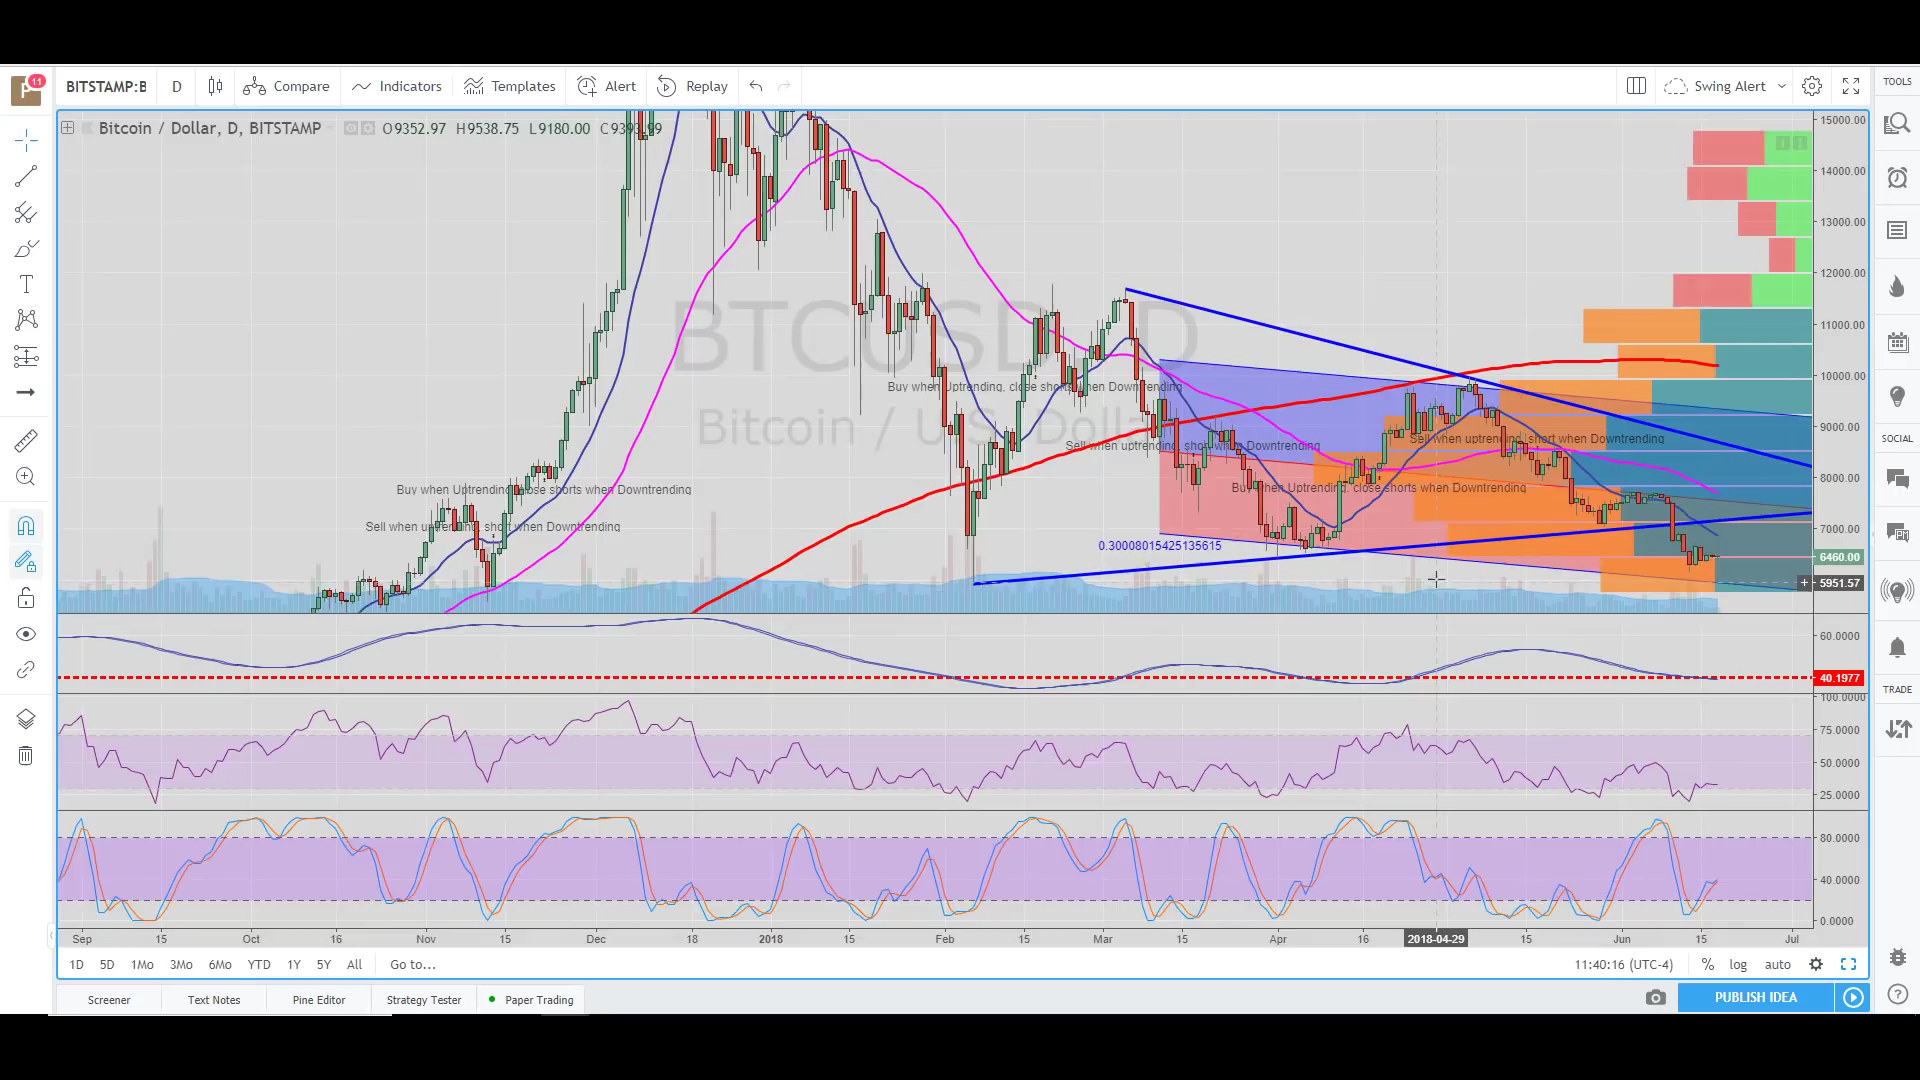 11
P
BITSTAMP:B
D
Compare
Indicators
Templates
Alert
Replay
Swing Alert
TOOLS
Bitcoin / Dollar, D, BITSTAMP
O9352.97 H9538.75 L9180.00 C9393.99
15000.00
14000.00
13000.00
12000.00
11000.00
10000.00
9000.00
8000.00
7000.00
6460.00
5951.57
BTCUSD, D
Bitcoin / U.S. Dollar
Buy when Uptrending, close shorts when Downtrending
Sell when uptrending, short when Downtrending
Sell when uptrending, short when Downtrending
Buy when Uptrending, close shorts when Downtrending
Buy when Uptrending, close shorts when Downtrending
Sell when uptrending, short when Downtrending
0.30008015425135615
SOCIAL
60.0000
40.1977
TRADE
100.0000
75.0000
50.0000
25.0000
80.0000
40.0000
0.0000
Sep 15 Oct 16 Nov 15 Dec 18 2018 15 Feb 15 Mar 15 Apr 16 2018-04-29 15 Jun 15 Jul
1D 5D 1Mo 3Mo 6Mo YTD 1Y 5Y All Go to...
11:40:16 (UTC-4) % log auto
Screener Text Notes Pine Editor Strategy Tester Paper Trading
PUBLISH IDEA